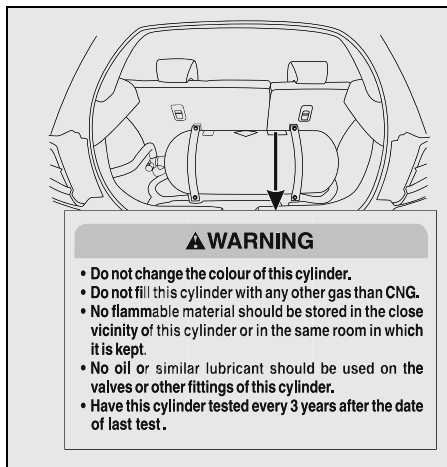 ⚠WARNING
• Do not change the colour of this cylinder.
• Do not fill this cylinder with any other gas than CNG.
• No flammable material should be stored in the close
vicinity of this cylinder or in the same room in which
it is kept.
• No oil or similar lubricant should be used on the
valves or other fittings of this cylinder.
• Have this cylinder tested every 3 years after the date
of last test.